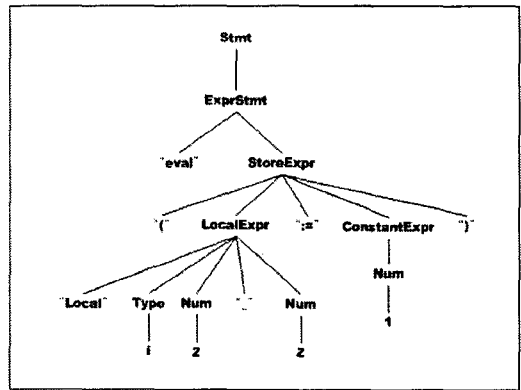 Stmt
ExprStmt
"eval" StoreExpr
"(" LocalExpr ":=" ConstantExpr ")"
Num
"Local" Type Num "_" Num
1
i 2 2